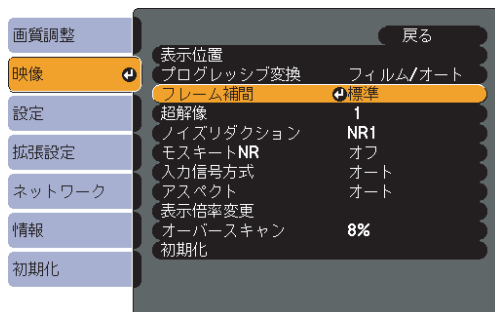 画質調整
映像
設定
拡張設定
ネットワーク
情報
初期化
戻る
表示位置
プログレッシブ変換 フィルム/オート
フレーム補間 標準
超解像 1
ノイズリダクション NR1
モスキートNR オフ
入力信号方式 オート
アスペクト オート
表示倍率変更
オーバースキャン 8%
初期化